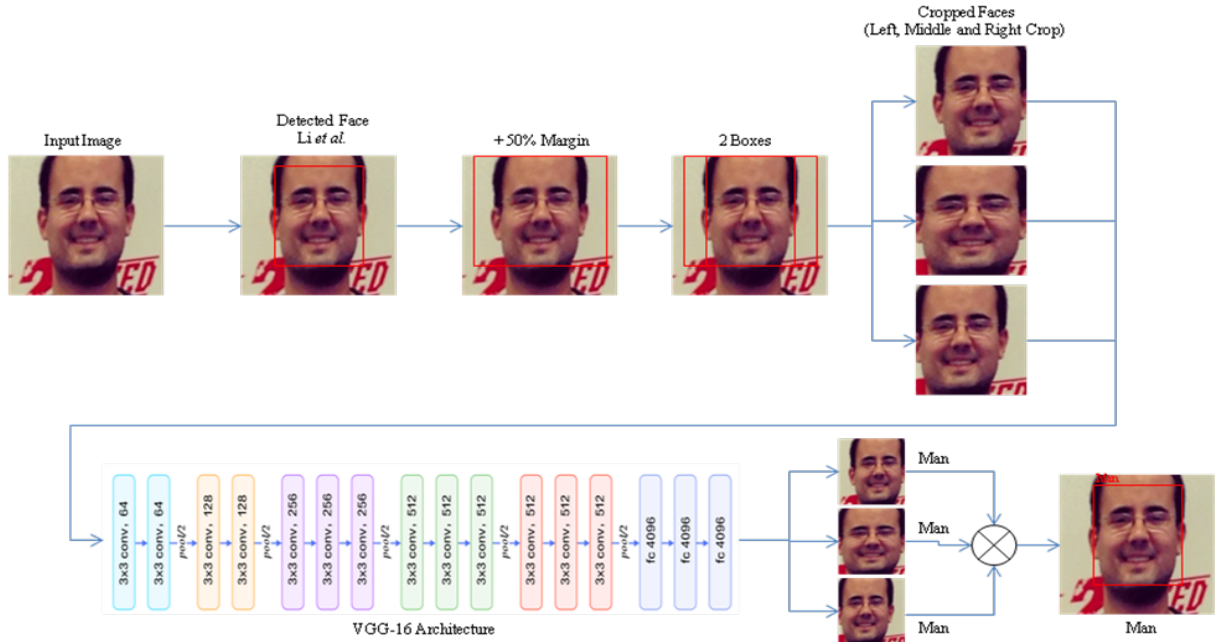 Cropped Faces
(Left, Middle and Right Crop)
Input Image
Detected Face
Li et al.
+50% Margin
2 Boxes
3x3 conv, 64
3x3 conv, 64
pool/2
3x3 conv, 128
3x3 conv, 128
pool/2
3x3 conv, 256
3x3 conv, 256
3x3 conv, 256
pool/2
3x3 conv, 512
3x3 conv, 512
3x3 conv, 512
pool/2
3x3 conv, 512
3x3 conv, 512
3x3 conv, 512
pool/2
fc 4096
fc 4096
fc 4096
VGG-16 Architecture
Man
Man
Man
Man
Man